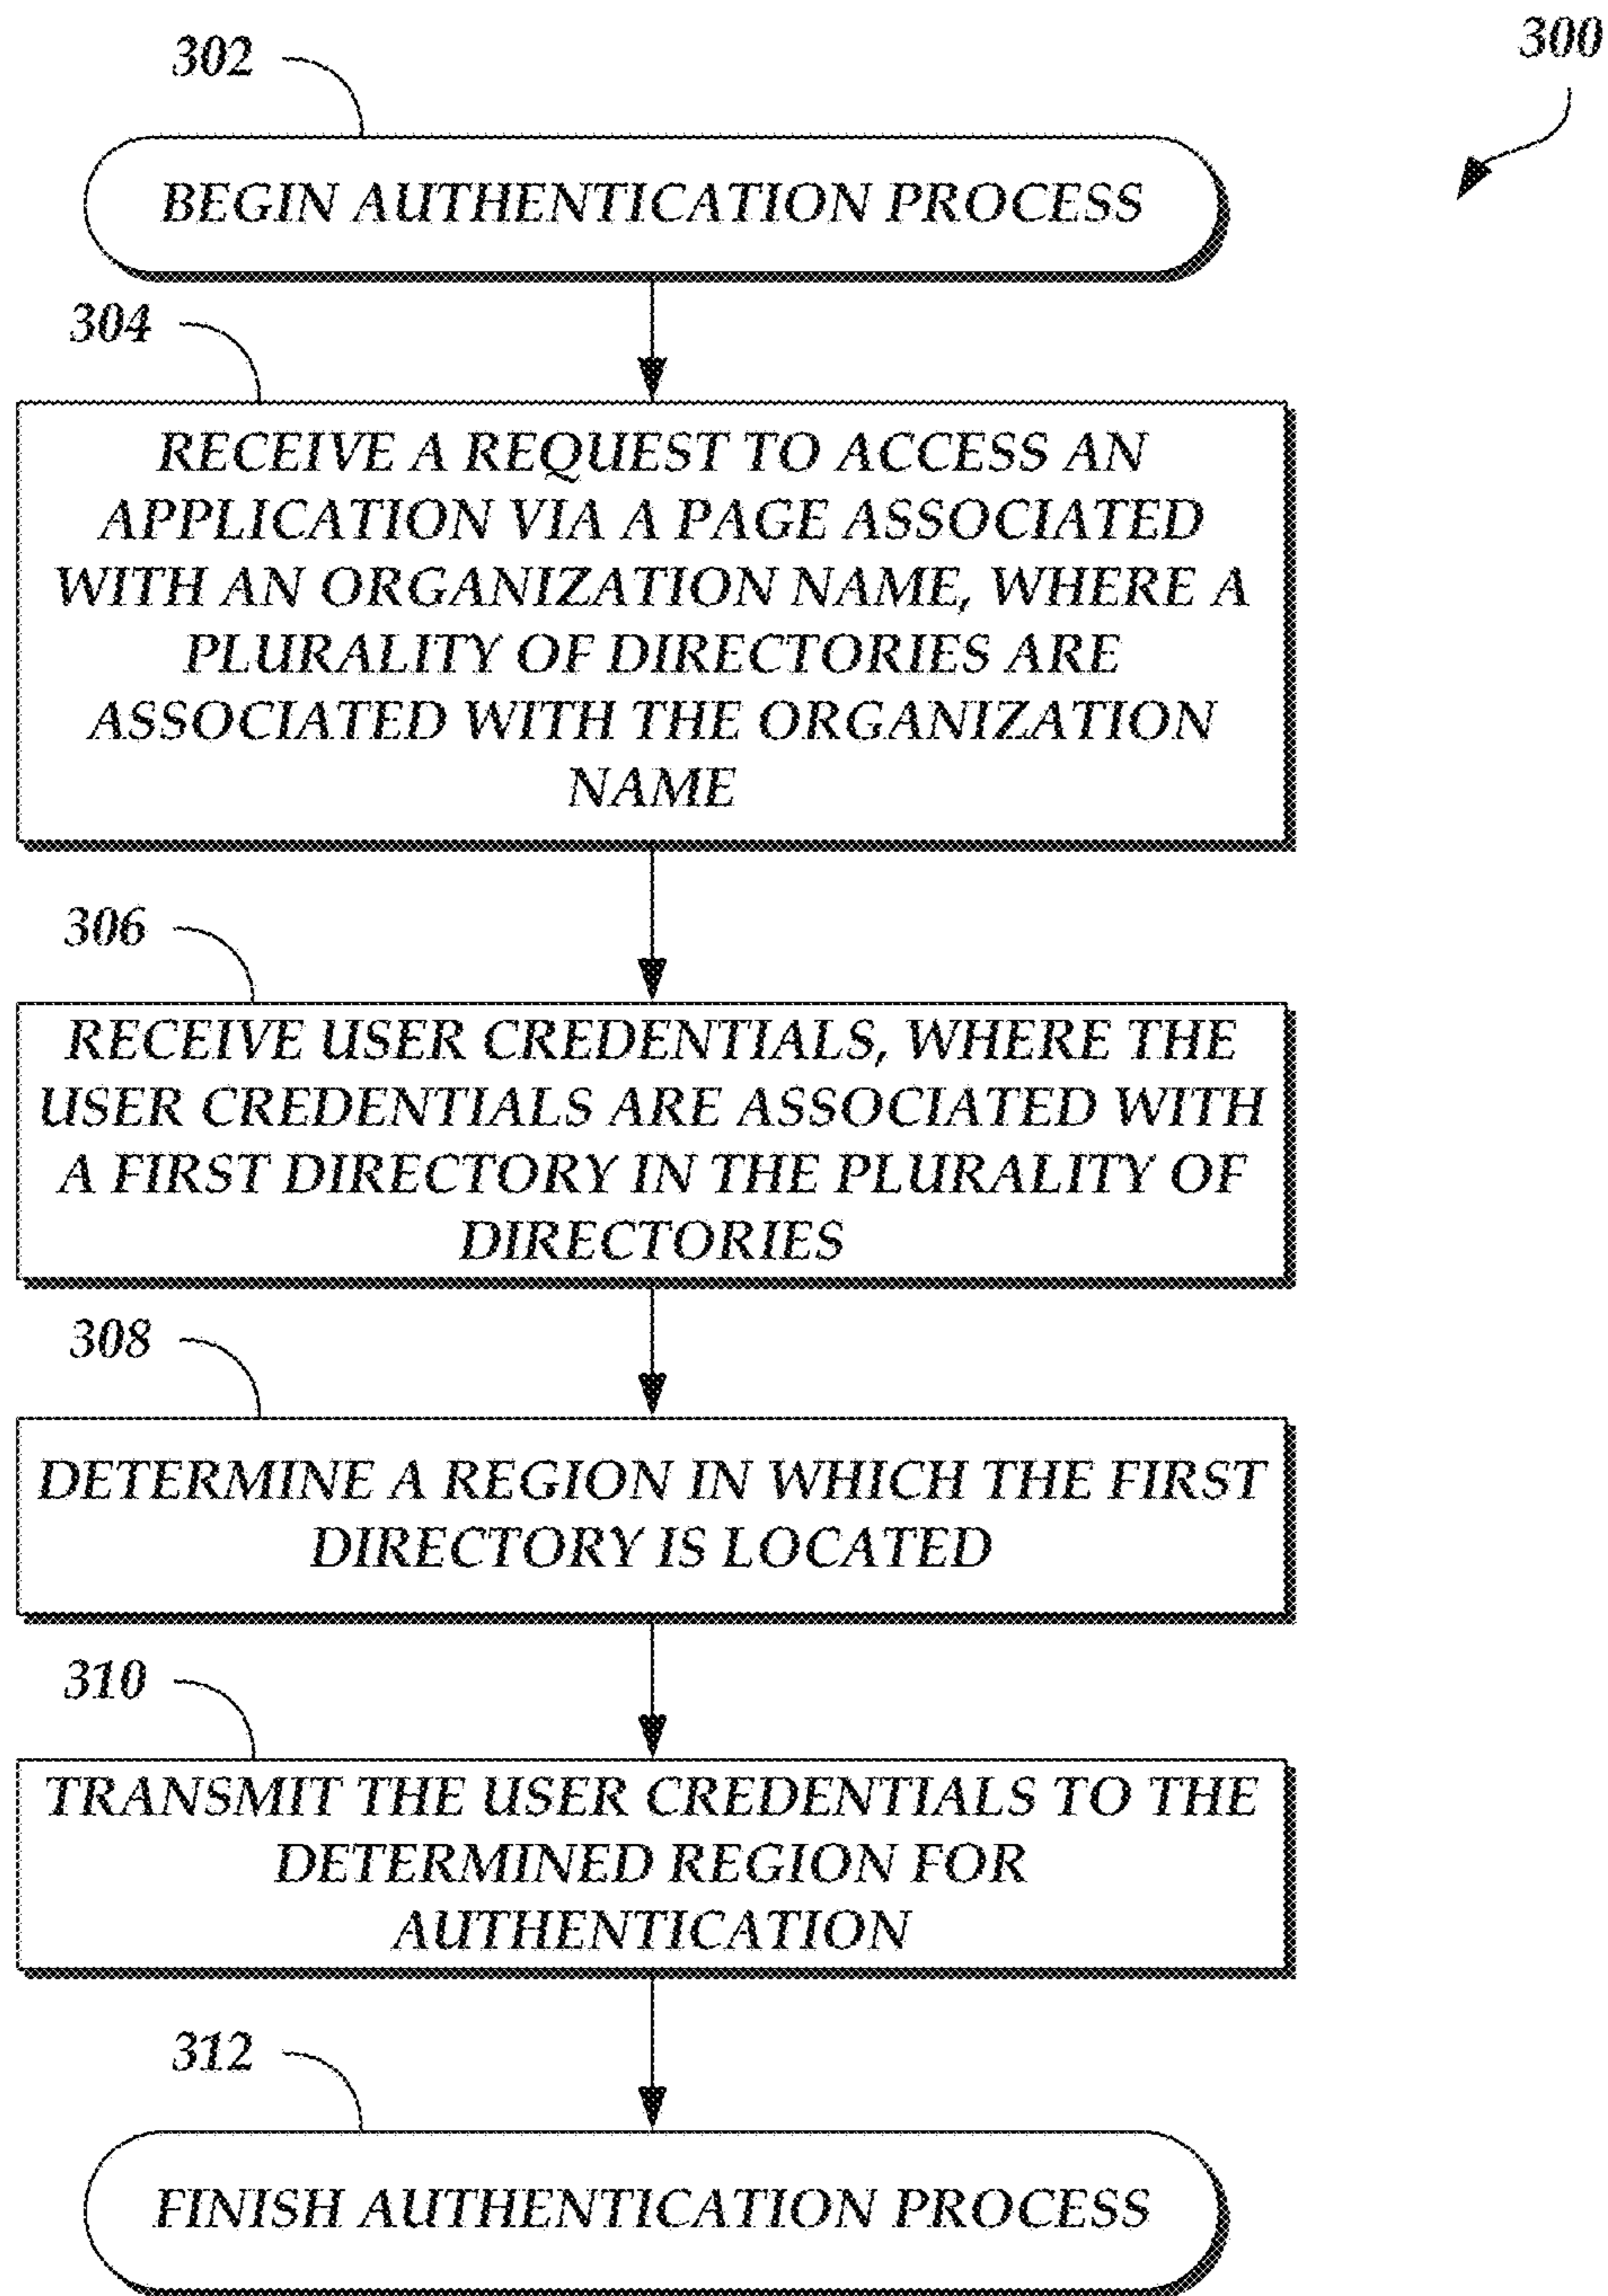 302
300
BEGIN AUTHENTICATION PROCESS
304
RECEIVE A REQUEST TO ACCESS AN
APPLICATION VIA A PAGE ASSOCIATED
WITH AN ORGANIZATION NAME, WHERE A
PLURALITY OF DIRECTORIES ARE
ASSOCIATED WITH THE ORGANIZATION
NAME
306
RECEIVE USER CREDENTIALS, WHERE THE
USER CREDENTIALS ARE ASSOCIATED WITH
A FIRST DIRECTORY IN THE PLURALITY OF
DIRECTORIES
308
DETERMINE A REGION IN WHICH THE FIRST
DIRECTORY IS LOCATED
310
TRANSMIT THE USER CREDENTIALS TO THE
DETERMINED REGION FOR
AUTHENTICATION
312
FINISH AUTHENTICATION PROCESS